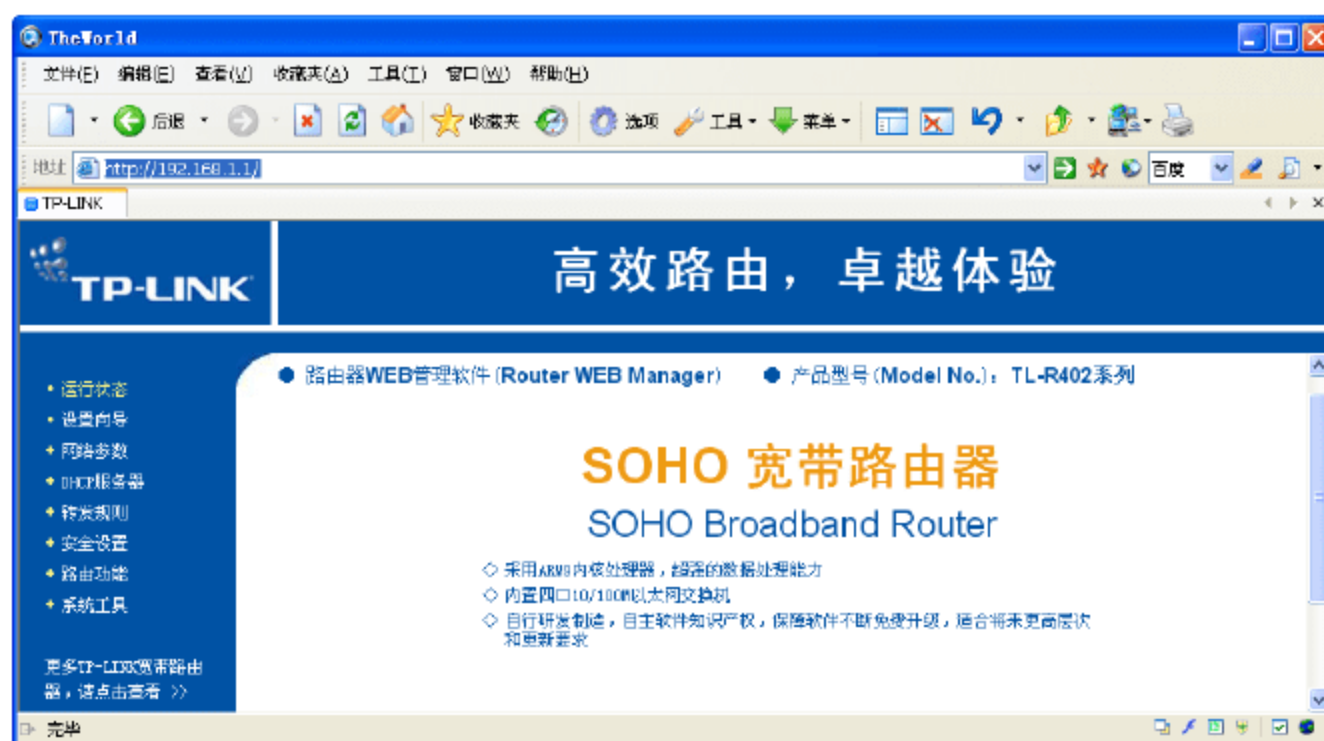 TheWorld
文件(F) 编辑(E) 查看(V) 收藏夹(A) 工具(T) 窗口(W) 帮助(H)
后退 收藏夹 选项 工具 菜单
地址 http://192.168.1.1/ 百度
TP-LINK
TP-LINK
高效路由，卓越体验
路由器WEB管理软件(Router WEB Manager) 产品型号(Model No.)：TL-R402系列
运行状态
设置向导
网络参数
DHCP服务器
转发规则
安全设置
路由功能
系统工具
更多TP-LINK宽带路由
器，请点击查看 >>
SOHO 宽带路由器
SOHO Broadband Router
采用ARM9内核处理器，超强的数据处理能力
内置四口10/100M以太网交换机
自行研发制造，自主软件知识产权，保障软件不断免费升级，适合将来更高层次
和更新要求
完毕